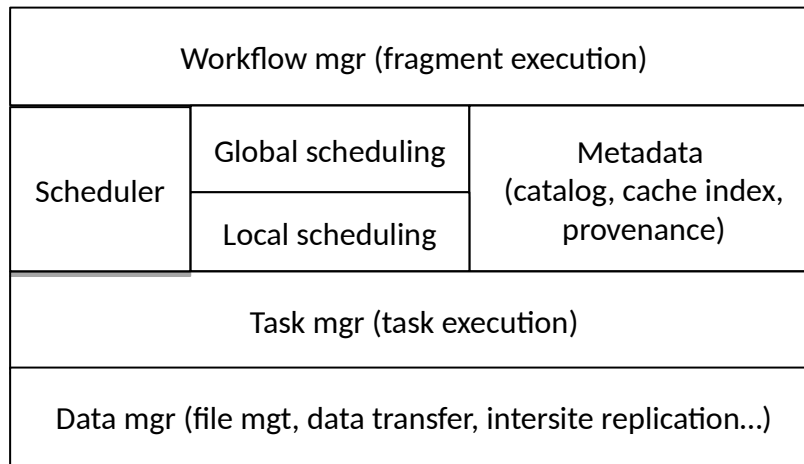 Workflow mgr (fragment execution)
Scheduler
Global scheduling
Local scheduling
Metadata
(catalog, cache index,
provenance)
Task mgr (task execution)
Data mgr (file mgt, data transfer, intersite replication…)